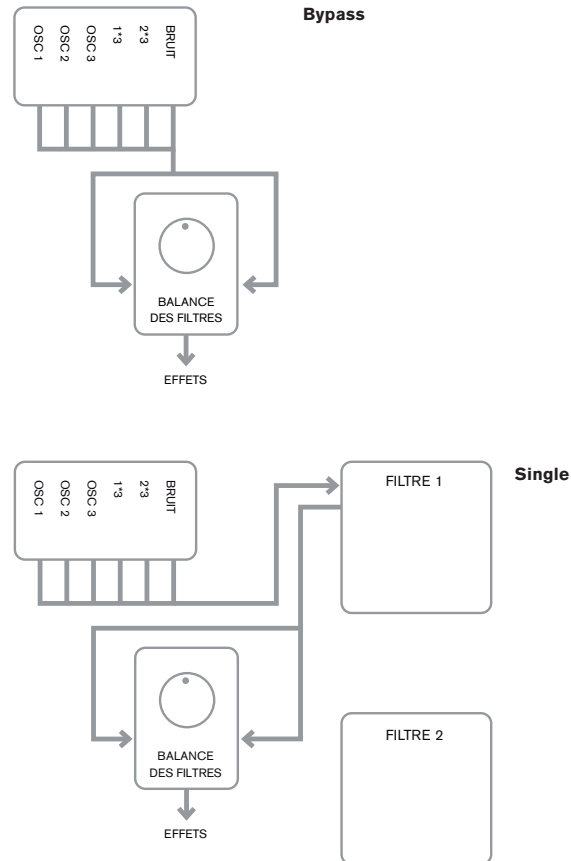 Bypass
OSC 1
OSC 2
OSC 3
1*3
2*3
BRUIT
BALANCE
DES FILTRES
EFFETS
Single
OSC 1
OSC 2
OSC 3
1*3
2*3
BRUIT
FILTRE 1
BALANCE
DES FILTRES
EFFETS
FILTRE 2